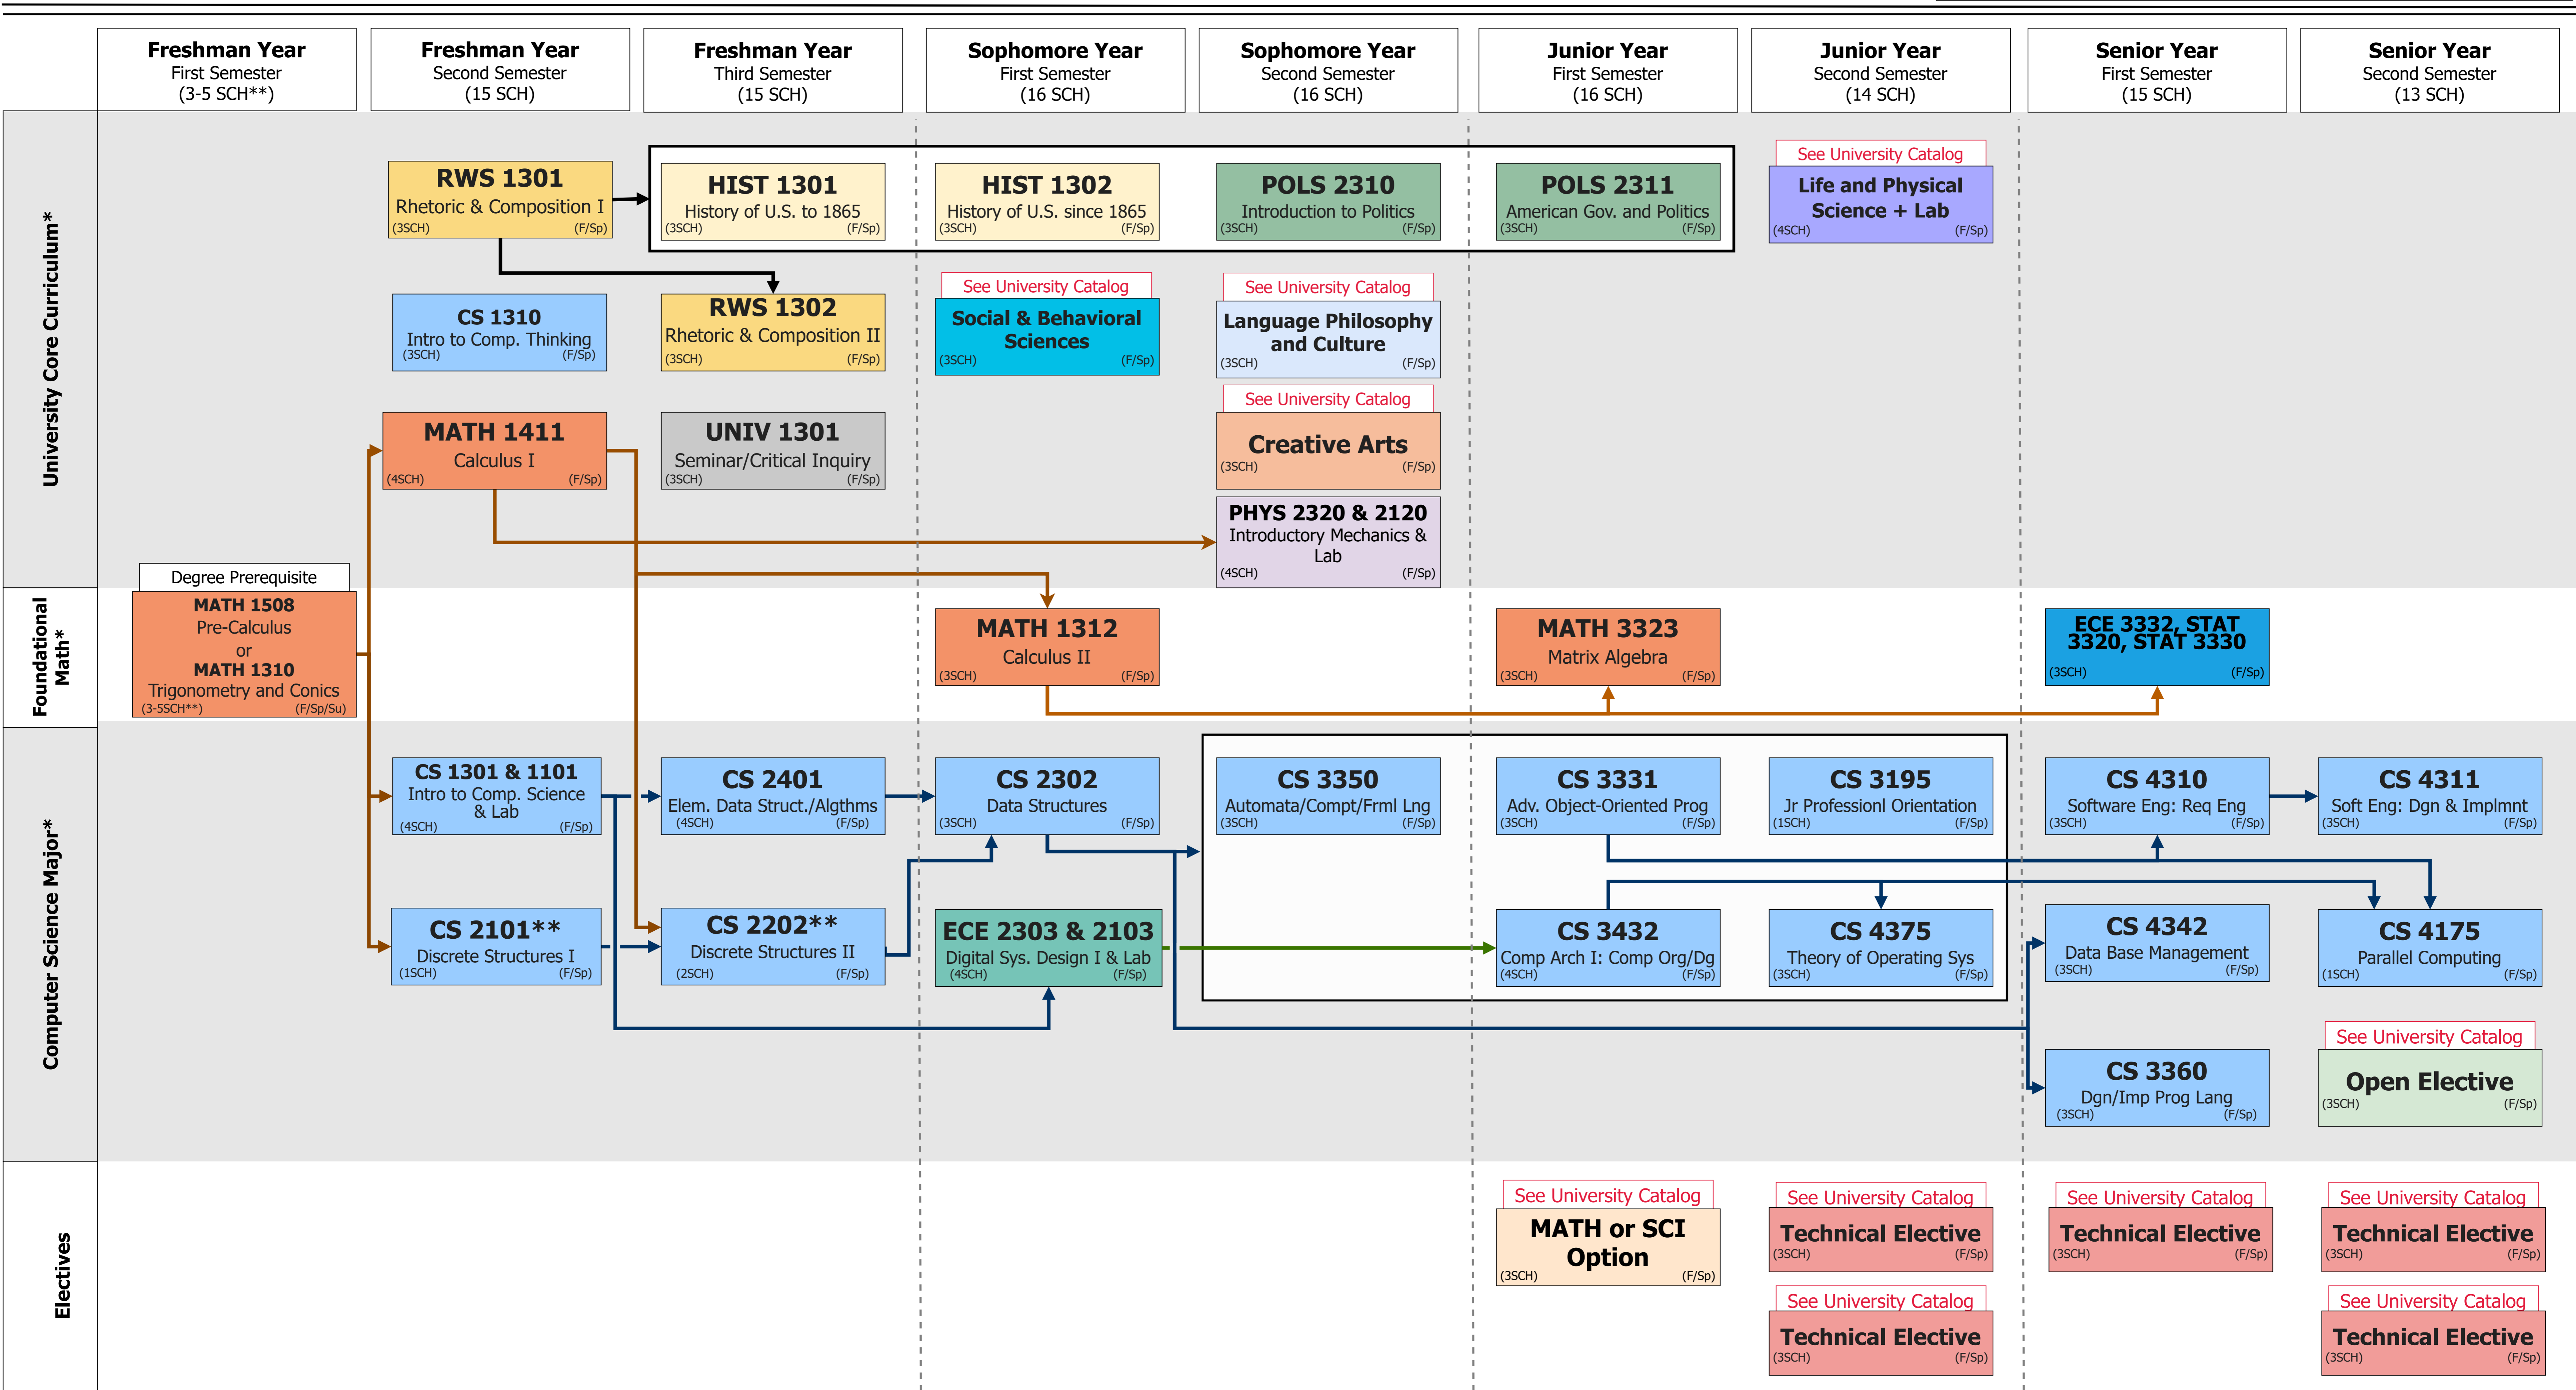 Freshman Year
First Semester
(3-5 SCH**)
Freshman Year
Second Semester
(15 SCH)
Freshman Year
Third Semester
(15 SCH)
Sophomore Year
First Semester
(16 SCH)
Sophomore Year
Second Semester
(16 SCH)
Junior Year
First Semester
(16 SCH)
Junior Year
Second Semester
(14 SCH)
Senior Year
First Semester
(15 SCH)
Senior Year
Second Semester
(13 SCH)
University Core Curriculum*
RWS 1301
Rhetoric & Composition I
(3SCH) (F/Sp)
HIST 1301
History of U.S. to 1865
(3SCH) (F/Sp)
HIST 1302
History of U.S. since 1865
(3SCH) (F/Sp)
POLS 2310
Introduction to Politics
(3SCH) (F/Sp)
POLS 2311
American Gov. and Politics
(3SCH) (F/Sp)
See University Catalog
Life and Physical
Science + Lab
(4SCH) (F/Sp)
CS 1310
Intro to Comp. Thinking
(3SCH) (F/Sp)
RWS 1302
Rhetoric & Composition II
(3SCH) (F/Sp)
See University Catalog
Social & Behavioral
Sciences
(3SCH) (F/Sp)
See University Catalog
Language Philosophy
and Culture
(3SCH) (F/Sp)
MATH 1411
Calculus I
(4SCH) (F/Sp)
UNIV 1301
Seminar/Critical Inquiry
(3SCH) (F/Sp)
See University Catalog
Creative Arts
(3SCH) (F/Sp)
PHYS 2320 & 2120
Introductory Mechanics &
Lab
(4SCH) (F/Sp)
Foundational
Math*
Degree Prerequisite
MATH 1508
Pre-Calculus
or
MATH 1310
Trigonometry and Conics
(3-5SCH**) (F/Sp/Su)
MATH 1312
Calculus II
(3SCH) (F/Sp)
MATH 3323
Matrix Algebra
(3SCH) (F/Sp)
ECE 3332, STAT
3320, STAT 3330
(3SCH) (F/Sp)
Computer Science Major*
CS 1301 & 1101
Intro to Comp. Science
& Lab
(4SCH) (F/Sp)
CS 2401
Elem. Data Struct./Algthms
(4SCH) (F/Sp)
CS 2302
Data Structures
(3SCH) (F/Sp)
CS 3350
Automata/Compt/Frml Lng
(3SCH) (F/Sp)
CS 3331
Adv. Object-Oriented Prog
(3SCH) (F/Sp)
CS 3195
Jr Professionl Orientation
(1SCH) (F/Sp)
CS 4310
Software Eng: Req Eng
(3SCH) (F/Sp)
CS 4311
Soft Eng: Dgn & Implmnt
(3SCH) (F/Sp)
CS 2101**
Discrete Structures I
(1SCH) (F/Sp)
CS 2202**
Discrete Structures II
(2SCH) (F/Sp)
ECE 2303 & 2103
Digital Sys. Design I & Lab
(4SCH) (F/Sp)
CS 3432
Comp Arch I: Comp Org/Dg
(4SCH) (F/Sp)
CS 4375
Theory of Operating Sys
(3SCH) (F/Sp)
CS 4342
Data Base Management
(3SCH) (F/Sp)
CS 4175
Parallel Computing
(1SCH) (F/Sp)
CS 3360
Dgn/Imp Prog Lang
(3SCH) (F/Sp)
See University Catalog
Open Elective
(3SCH) (F/Sp)
Electives
See University Catalog
MATH or SCI
Option
(3SCH) (F/Sp)
See University Catalog
Technical Elective
(3SCH) (F/Sp)
See University Catalog
Technical Elective
(3SCH) (F/Sp)
See University Catalog
Technical Elective
(3SCH) (F/Sp)
See University Catalog
Technical Elective
(3SCH) (F/Sp)
See University Catalog
Technical Elective
(3SCH) (F/Sp)